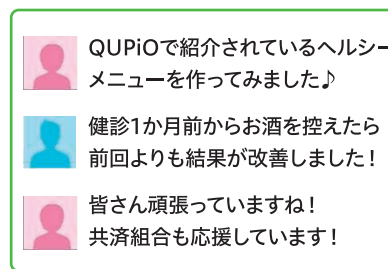 QUPiOで紹介されているヘルシー
メニューを作ってみました♪
健診1か月前からお酒を控えたら
前回よりも結果が改善しました！
皆さん頑張っていますね！
共済組合も応援しています！